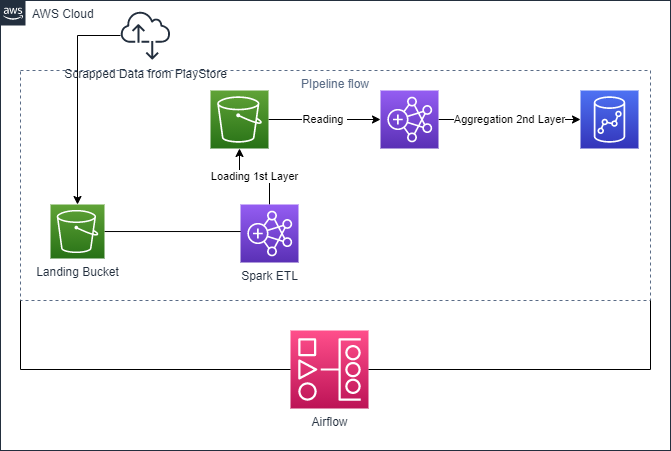 aws
AWS Cloud
Scrapped Data from PlayStore
PIpeline flow
Reading
Aggregation 2nd Layer
Loading 1st Layer
Landing Bucket
Spark ETL
Airflow